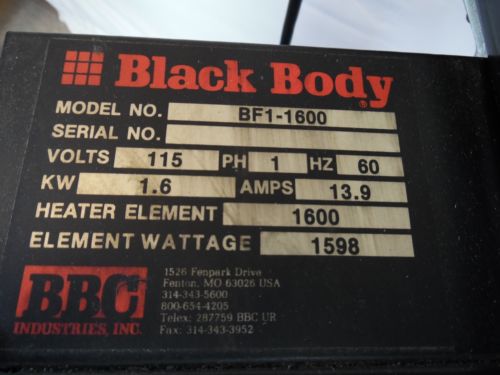 Black Body®
MODEL NO. BF1-1600
SERIAL NO.
VOLTS 115 PH 1 HZ 60
KW 1.6 AMPS 13.9
HEATER ELEMENT 1600
ELEMENT WATTAGE 1598
BBC
INDUSTRIES, INC.
1526 Fenpark Drive
Fenton, MO 63026 USA
314-343-5600
800-654-4205
Telex: 287759 BBC UR
Fax: 314-343-3952